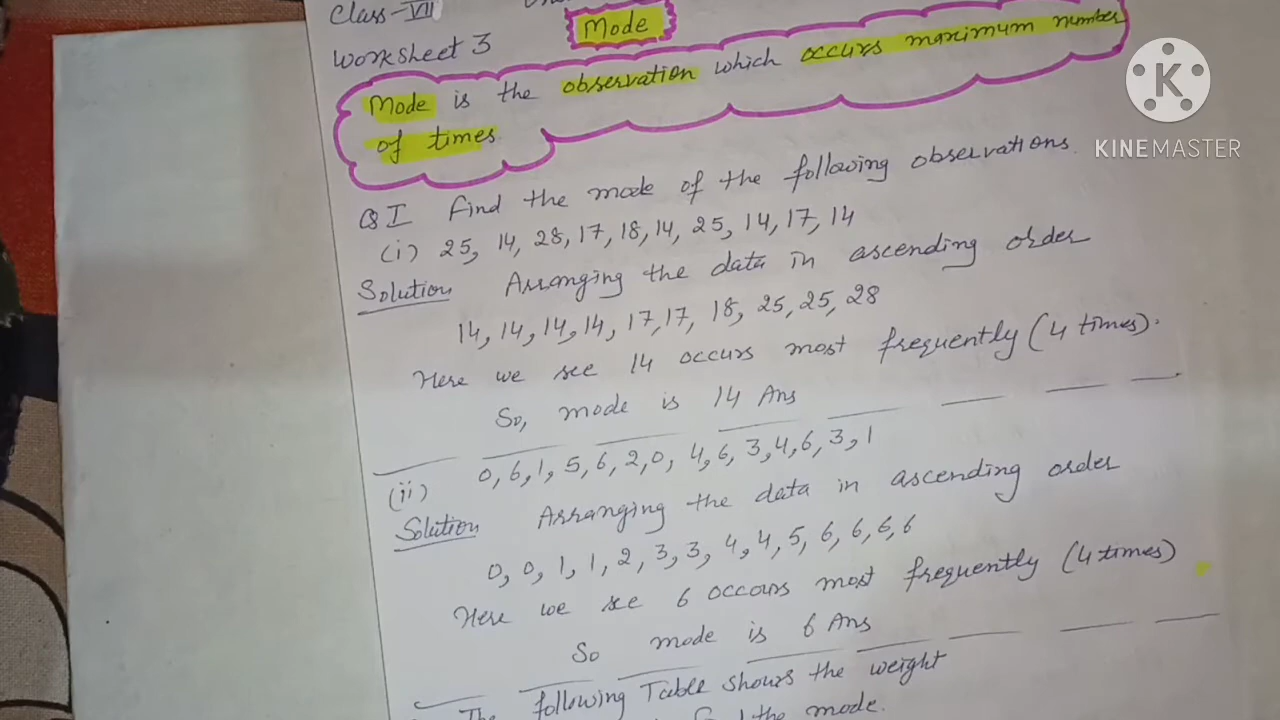 Class-VII
Worksheet 3
Mode
Mode is the observation which occurs maximum number
of times.
K
KINEMASTER
Q I Find the mode of the following observations.
(i) 25, 14, 28, 17, 18, 14, 25, 14, 17, 14
Solution Arranging the data in ascending order
14, 14, 14, 14, 17, 17, 18, 25, 25, 28
Here we see 14 occurs most frequently (4 times).
So, mode is 14 Ans
(ii) 0, 6, 1, 5, 6, 2, 0, 4, 6, 3, 4, 6, 3, 1
Solution Arranging the data in ascending order
0, 0, 1, 1, 2, 3, 3, 4, 4, 5, 6, 6, 6, 6
Here we see 6 occurs most frequently (4 times)
So mode is 6 Ans
The following Table shows the weight
the mode.